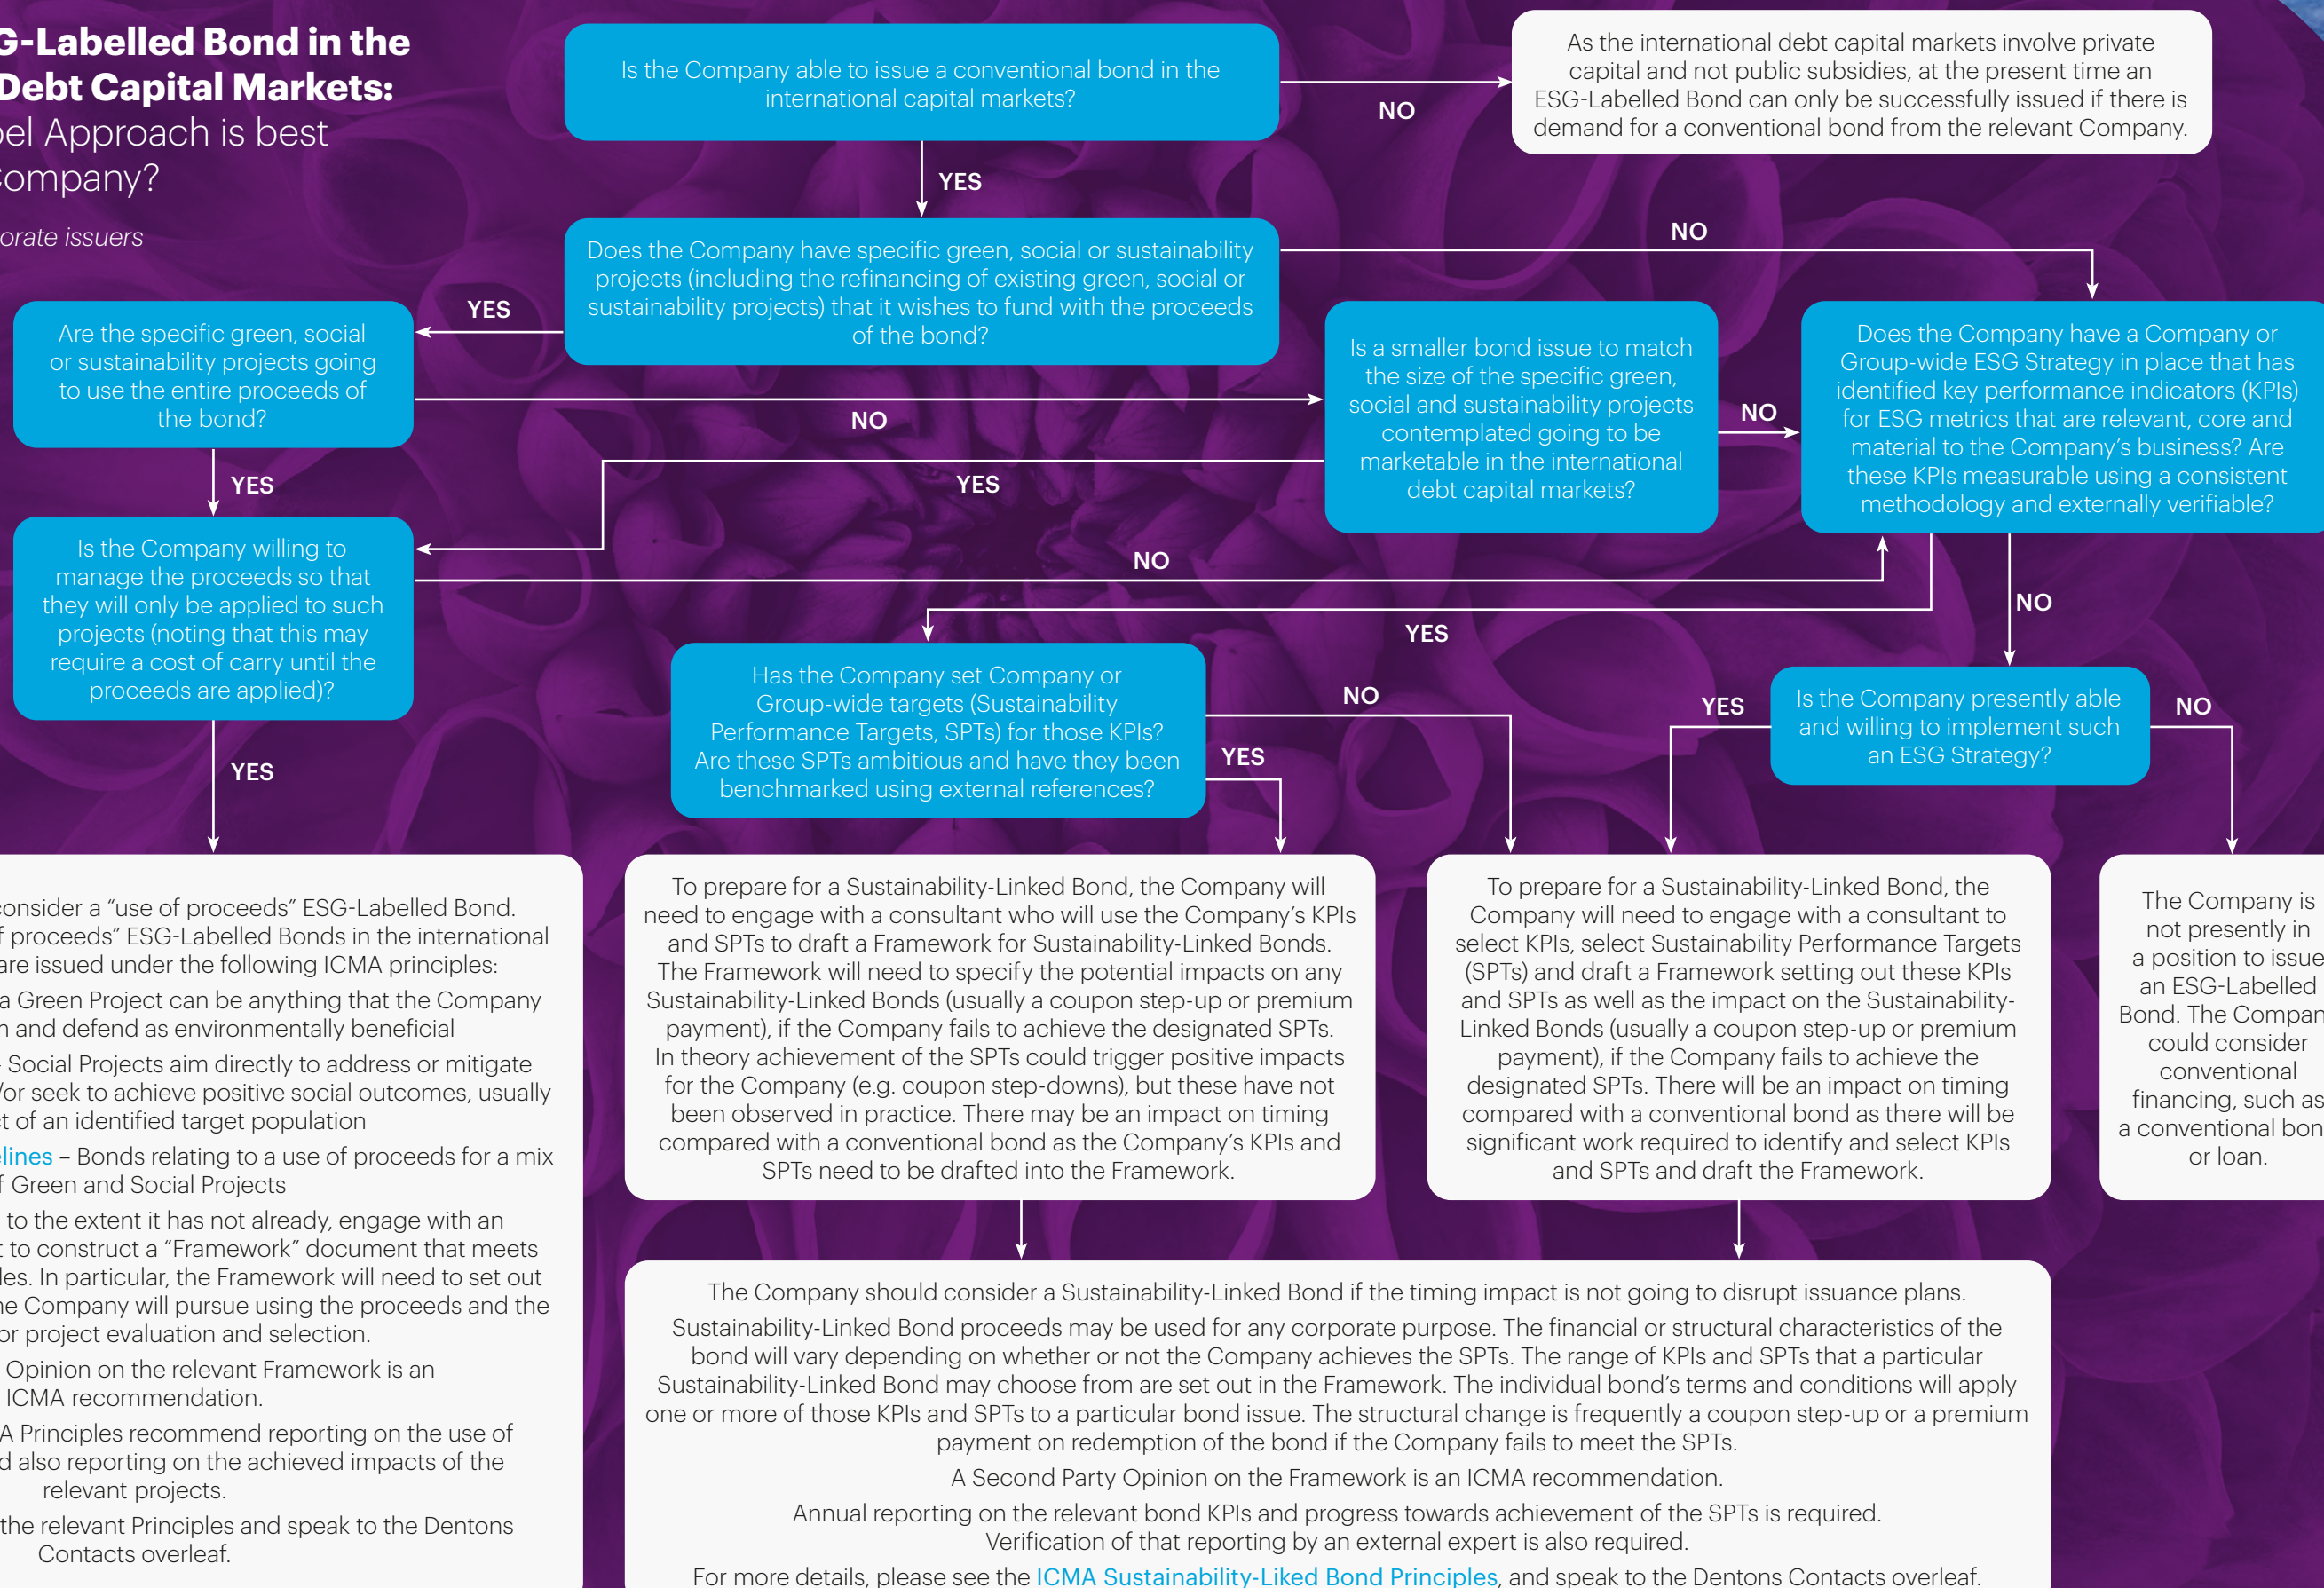 G-Labelled Bond in the
Debt Capital Markets:
el Approach is best
Company?
orate issuers
Is the Company able to issue a conventional bond in the
international capital markets?
NO
As the international debt capital markets involve private
capital and not public subsidies, at the present time an
ESG-Labelled Bond can only be successfully issued if there is
demand for a conventional bond from the relevant Company.
YES
Does the Company have specific green, social or sustainability
projects (including the refinancing of existing green, social or
sustainability projects) that it wishes to fund with the proceeds
of the bond?
NO
YES
Are the specific green, social
or sustainability projects going
to use the entire proceeds of
the bond?
NO
YES
Is a smaller bond issue to match
the size of the specific green,
social and sustainability projects
contemplated going to be
marketable in the international
debt capital markets?
NO
YES
Does the Company have a Company or
Group-wide ESG Strategy in place that has
identified key performance indicators (KPIs)
for ESG metrics that are relevant, core and
material to the Company’s business? Are
these KPIs measurable using a consistent
methodology and externally verifiable?
Is the Company willing to
manage the proceeds so that
they will only be applied to such
projects (noting that this may
require a cost of carry until the
proceeds are applied)?
NO
YES
YES
NO
Has the Company set Company or
Group-wide targets (Sustainability
Performance Targets, SPTs) for those KPIs?
Are these SPTs ambitious and have they been
benchmarked using external references?
NO
YES
Is the Company presently able
and willing to implement such
an ESG Strategy?
YES
NO
consider a “use of proceeds” ESG-Labelled Bond.
f proceeds” ESG-Labelled Bonds in the international
are issued under the following ICMA principles:
a Green Project can be anything that the Company
n and defend as environmentally beneficial
- Social Projects aim directly to address or mitigate
/or seek to achieve positive social outcomes, usually
ct of an identified target population
elines – Bonds relating to a use of proceeds for a mix
f Green and Social Projects
to the extent it has not already, engage with an
t to construct a “Framework” document that meets
les. In particular, the Framework will need to set out
he Company will pursue using the proceeds and the
or project evaluation and selection.
Opinion on the relevant Framework is an
ICMA recommendation.
A Principles recommend reporting on the use of
d also reporting on the achieved impacts of the
relevant projects.
the relevant Principles and speak to the Dentons
Contacts overleaf.
To prepare for a Sustainability-Linked Bond, the Company will
need to engage with a consultant who will use the Company’s KPIs
and SPTs to draft a Framework for Sustainability-Linked Bonds.
The Framework will need to specify the potential impacts on any
Sustainability-Linked Bonds (usually a coupon step-up or premium
payment), if the Company fails to achieve the designated SPTs.
In theory achievement of the SPTs could trigger positive impacts
for the Company (e.g. coupon step-downs), but these have not
been observed in practice. There may be an impact on timing
compared with a conventional bond as the Company’s KPIs and
SPTs need to be drafted into the Framework.
To prepare for a Sustainability-Linked Bond, the
Company will need to engage with a consultant to
select KPIs, select Sustainability Performance Targets
(SPTs) and draft a Framework setting out these KPIs
and SPTs as well as the impact on the Sustainability-
Linked Bonds (usually a coupon step-up or premium
payment), if the Company fails to achieve the
designated SPTs. There will be an impact on timing
compared with a conventional bond as there will be
significant work required to identify and select KPIs
and SPTs and draft the Framework.
The Company is
not presently in
a position to issue
an ESG-Labelled
Bond. The Compan
could consider
conventional
financing, such as
a conventional bon
or loan.
The Company should consider a Sustainability-Linked Bond if the timing impact is not going to disrupt issuance plans.
Sustainability-Linked Bond proceeds may be used for any corporate purpose. The financial or structural characteristics of the
bond will vary depending on whether or not the Company achieves the SPTs. The range of KPIs and SPTs that a particular
Sustainability-Linked Bond may choose from are set out in the Framework. The individual bond’s terms and conditions will apply
one or more of those KPIs and SPTs to a particular bond issue. The structural change is frequently a coupon step-up or a premium
payment on redemption of the bond if the Company fails to meet the SPTs.
A Second Party Opinion on the Framework is an ICMA recommendation.
Annual reporting on the relevant bond KPIs and progress towards achievement of the SPTs is required.
Verification of that reporting by an external expert is also required.
For more details, please see the ICMA Sustainability-Liked Bond Principles, and speak to the Dentons Contacts overleaf.